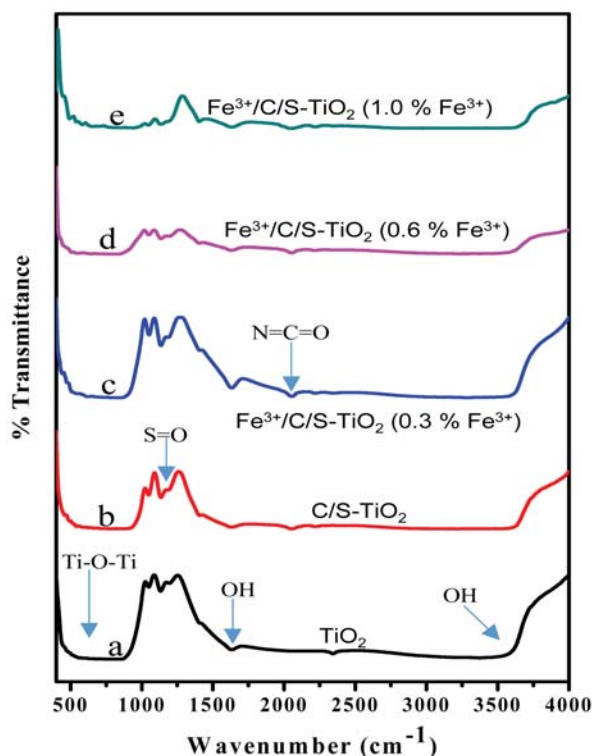 e
Fe³⁺/C/S-TiO₂ (1.0 % Fe³⁺)
d
Fe³⁺/C/S-TiO₂ (0.6 % Fe³⁺)
% Transmittance
N=C=O
c
Fe³⁺/C/S-TiO₂ (0.3 % Fe³⁺)
S=O
b
C/S-TiO₂
Ti-O-Ti
OH
OH
a
TiO₂
500 1000 1500 2000 2500 3000 3500 4000
Wavenumber (cm⁻¹)